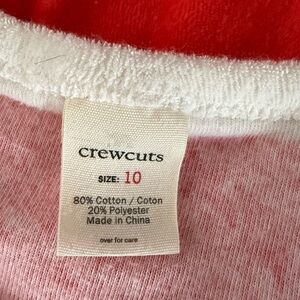 crewcuts
SIZE: 10
80% Cotton / Coton
20% Polyester
Made in China
over for care